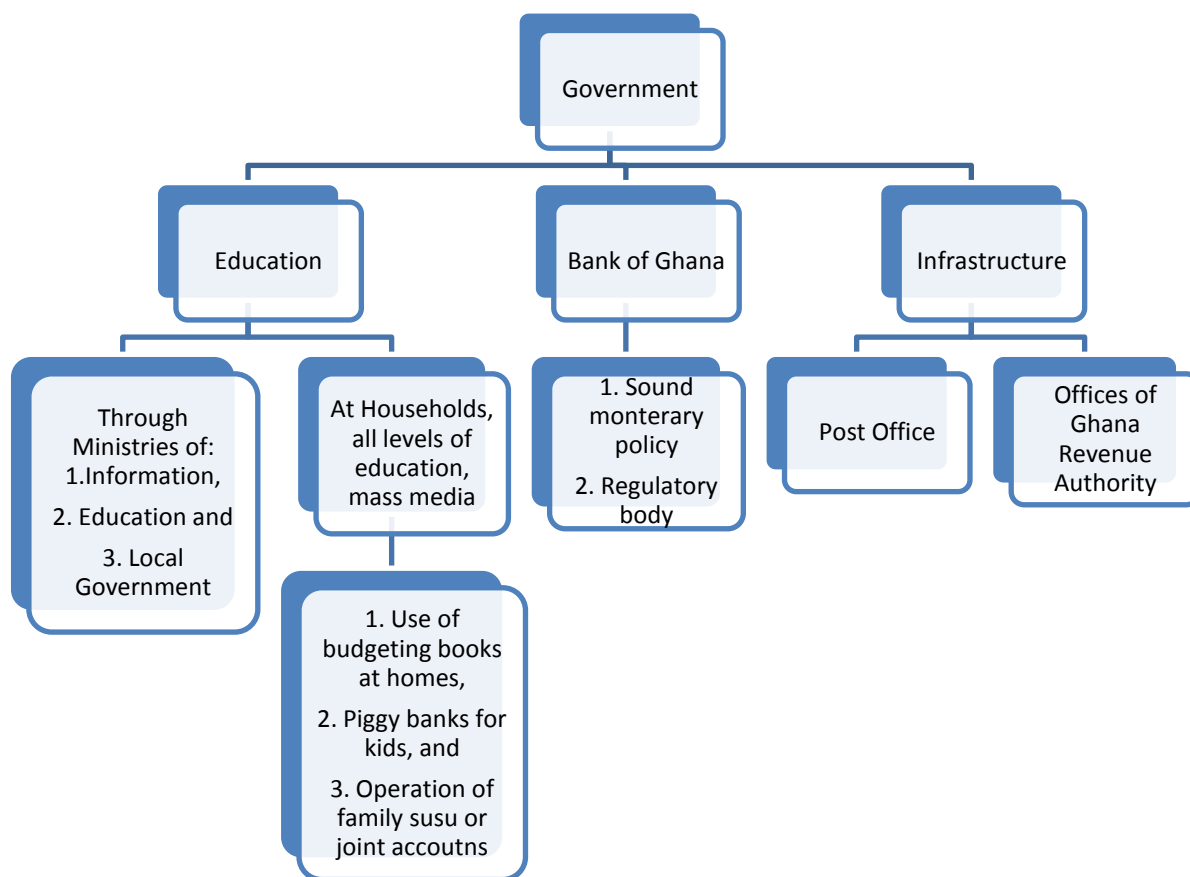 Government
Education
Bank of Ghana
Infrastructure
Through
Ministries of:
1.Information,
2. Education and
3. Local
Government
At Households,
all levels of
education,
mass media
1. Sound
monterary
policy
2. Regulatory
body
Post Office
Offices of
Ghana
Revenue
Authority
1. Use of
budgeting books
at homes,
2. Piggy banks for
kids, and
3. Operation of
family susu or
joint accoutns